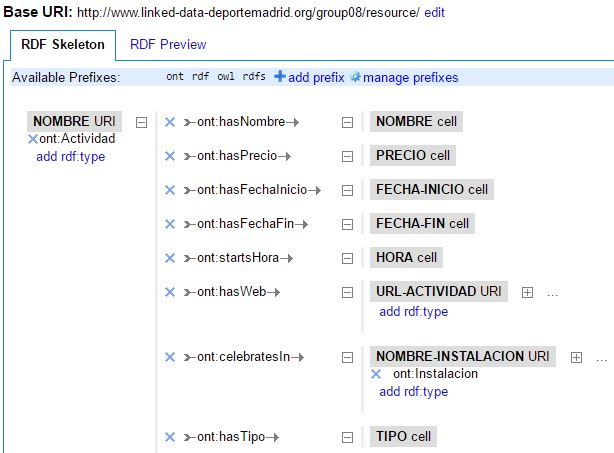 Base URI: http://www.linked-data-deportemadrid.org/group08/resource/ edit
RDF Skeleton RDF Preview
Available Prefixes: ont rdf owl rdfs add prefix manage prefixes
NOMBRE URI ont:hasNombre NOMBRE cell
ont:Actividad
add rdf:type ont:hasPrecio PRECIO cell
ont:hasFechaInicio FECHA-INICIO cell
ont:hasFechaFin FECHA-FIN cell
ont:startsHora HORA cell
ont:hasWeb URL-ACTIVIDAD URI ...
add rdf:type
ont:celebratesIn NOMBRE-INSTALACION URI ...
ont:Instalacion
add rdf:type
ont:hasTipo TIPO cell